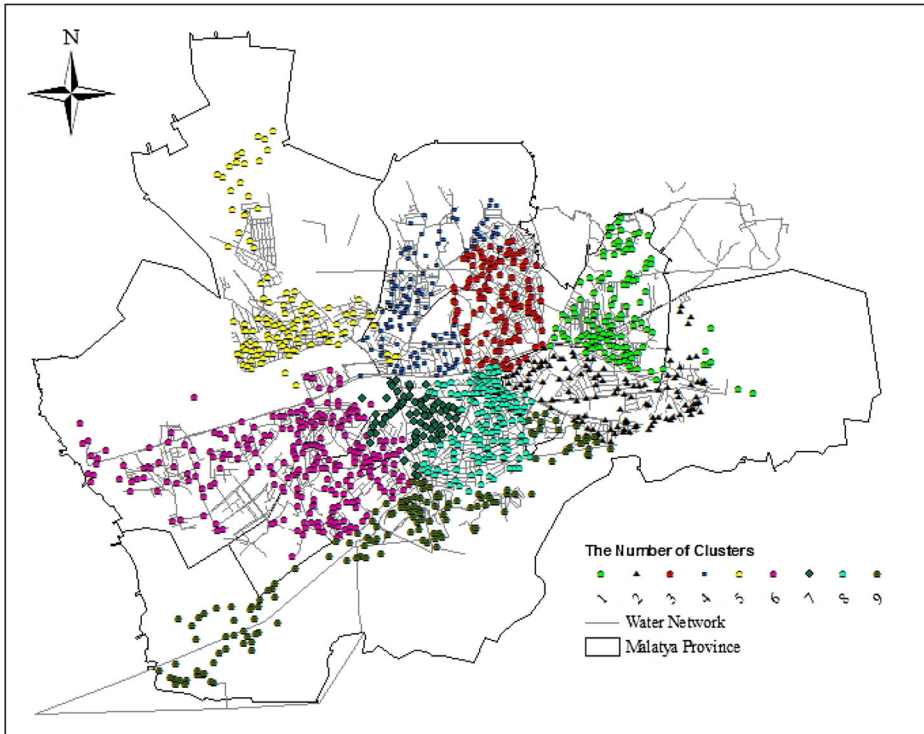 N
The Number of Clusters
1 2 3 4 5 6 7 8 9
Water Network
Malatya Province